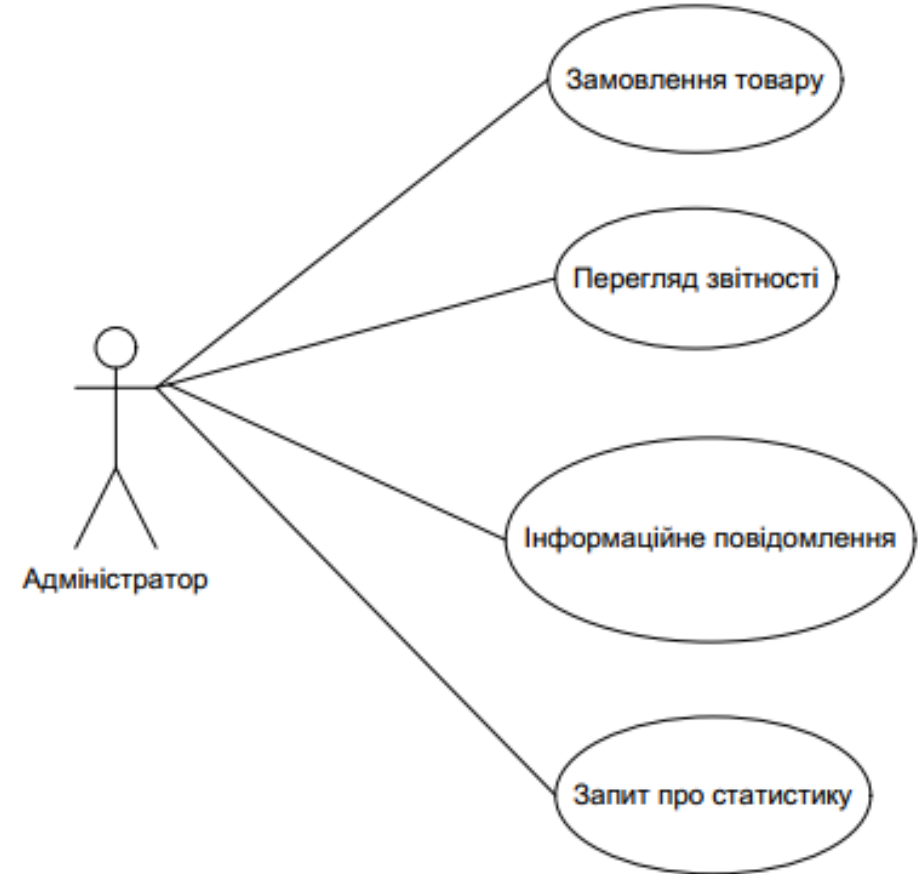 Замовлення товару
Перегляд звітності
Інформаційне повідомлення
Адміністратор
Запит про статистику